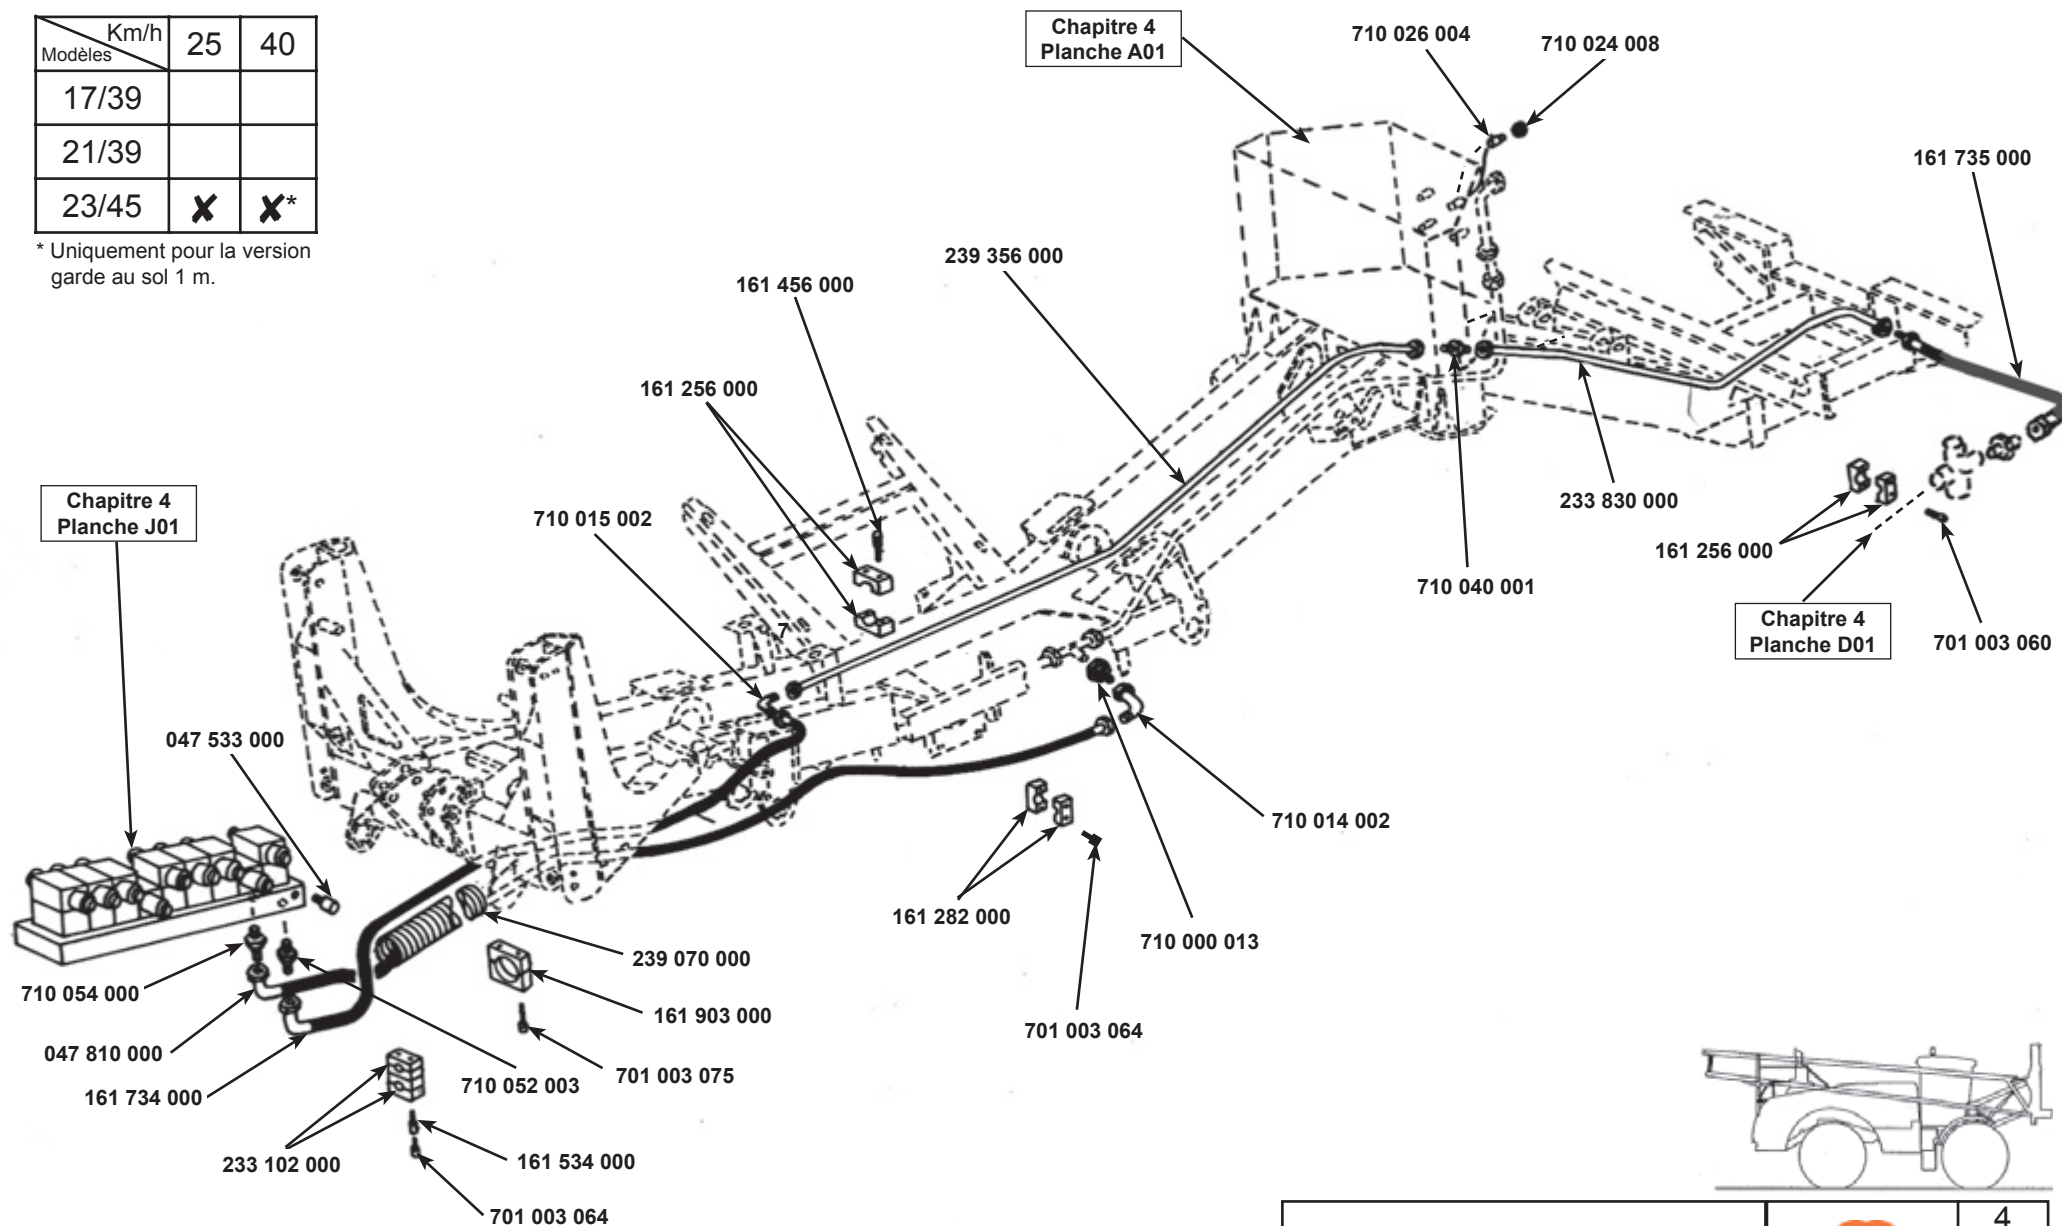 Km/h
Modèles
25
40
17/39
21/39
23/45
✘
✘*
* Uniquement pour la version
garde au sol 1 m.
Chapitre 4
Planche A01
710 026 004
710 024 008
161 735 000
239 356 000
161 456 000
161 256 000
710 015 002
Chapitre 4
Planche J01
7
233 830 000
161 256 000
710 040 001
Chapitre 4
Planche D01
701 003 060
047 533 000
710 014 002
161 282 000
710 000 013
239 070 000
710 054 000
161 903 000
701 003 064
047 810 000
701 003 075
710 052 003
161 734 000
233 102 000
161 534 000
701 003 064
4